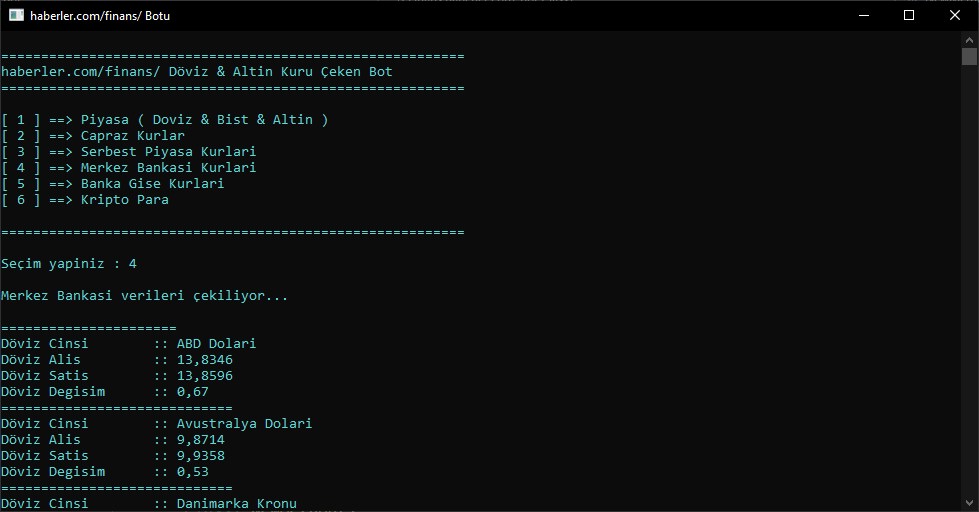 haberler.com/finans/ Botu
==========================================================
haberler.com/finans/ Döviz & Altin Kuru Çeken Bot
==========================================================
[ 1 ] ==> Piyasa ( Doviz & Bist & Altin )
[ 2 ] ==> Capraz Kurlar
[ 3 ] ==> Serbest Piyasa Kurlari
[ 4 ] ==> Merkez Bankasi Kurlari
[ 5 ] ==> Banka Gise Kurlari
[ 6 ] ==> Kripto Para
==========================================================
Seçim yapiniz : 4
Merkez Bankasi verileri çekiliyor...
======================
Döviz Cinsi        :: ABD Dolari
Döviz Alis         :: 13,8346
Döviz Satis        :: 13,8596
Döviz Degisim      :: 0,67
=============================
Döviz Cinsi        :: Avustralya Dolari
Döviz Alis         :: 9,8714
Döviz Satis        :: 9,9358
Döviz Degisim      :: 0,53
=============================
Döviz Cinsi        :: Danimarka Kronu